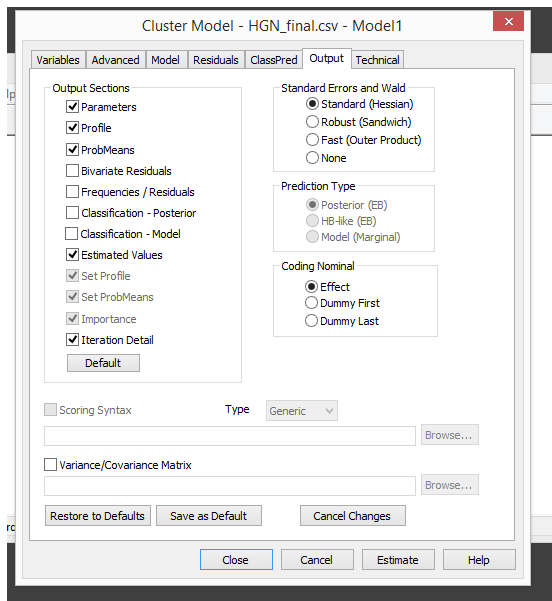 Cluster Model - HGN_final.csv - Model1
Variables Advanced Model Residuals ClassPred Output Technical
Output Sections
Parameters
Profile
ProbMeans
Bivariate Residuals
Frequencies / Residuals
Classification - Posterior
Classification - Model
Estimated Values
Set Profile
Set ProbMeans
Importance
Iteration Detail
Default
Standard Errors and Wald
Standard (Hessian)
Robust (Sandwich)
Fast (Outer Product)
None
Prediction Type
Posterior (EB)
HB-like (EB)
Model (Marginal)
Coding Nominal
Effect
Dummy First
Dummy Last
Scoring Syntax Type Generic
Browse...
Variance/Covariance Matrix
Browse...
Restore to Defaults Save as Default Cancel Changes
Close Cancel Estimate Help